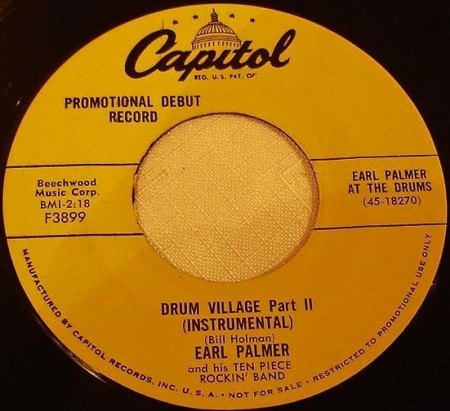 Capitol
REG. U.S. PAT. OF
PROMOTIONAL DEBUT
RECORD
Beechwood
Music Corp.
BMI-2:18
F3899
EARL PALMER
AT THE DRUMS
(45-18270)
DRUM VILLAGE Part II
(INSTRUMENTAL)
(Bill Holman)
EARL PALMER
and his TEN PIECE
ROCKIN' BAND
MANUFACTURED BY CAPITOL RECORDS, INC. U.S.A. • NOT FOR SALE • RESTRICTED TO PROMOTIONAL USE ONLY